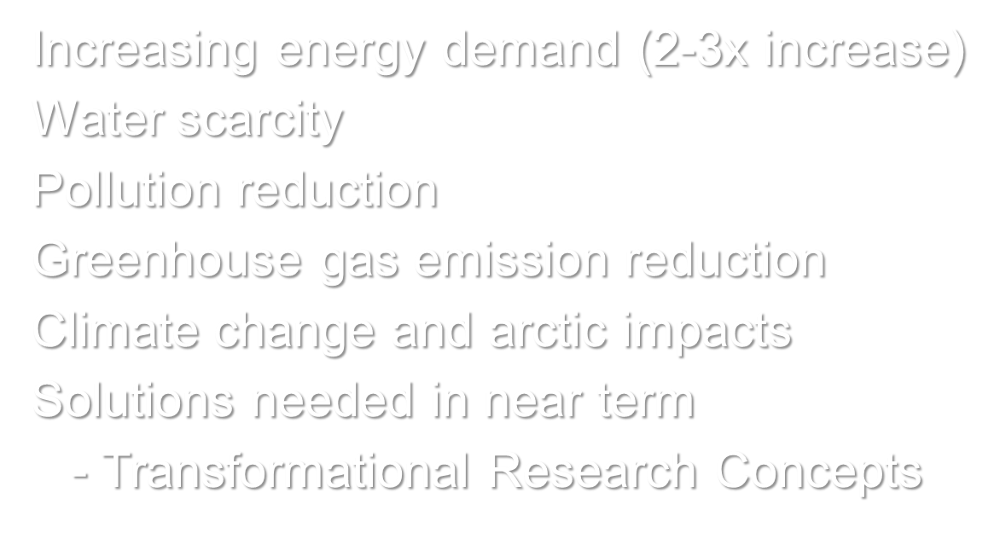 Increasing energy demand (2-3x increase)
Water scarcity
Pollution reduction
Greenhouse gas emission reduction
Climate change and arctic impacts
Solutions needed in near term
- Transformational Research Concepts